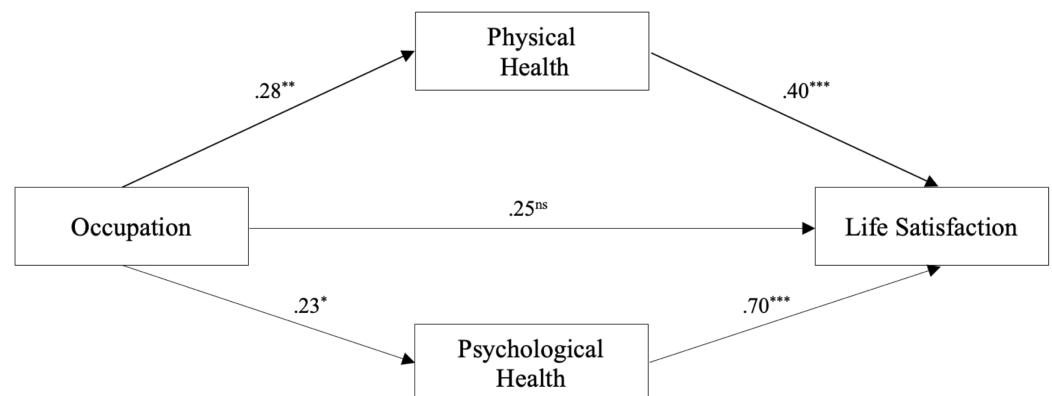 Physical
Health
.28**
.40***
Occupation
.25ns
Life Satisfaction
.23*
.70***
Psychological
Health